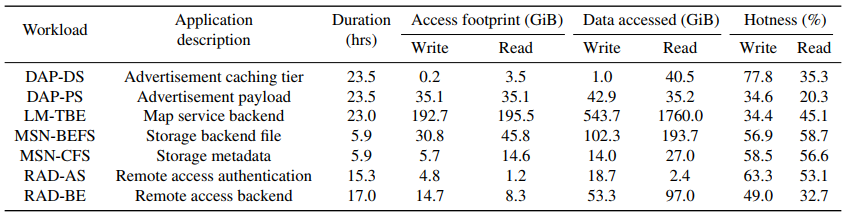 Workload Application description Duration (hrs) Access footprint (GiB) Data accessed (GiB) Hotness (%)
Write Read Write Read Write Read
DAP-DS Advertisement caching tier 23.5 0.2 3.5 1.0 40.5 77.8 35.3
DAP-PS Advertisement payload 23.5 35.1 35.1 42.9 35.2 34.6 20.3
LM-TBE Map service backend 23.0 192.7 195.5 543.7 1760.0 34.4 45.1
MSN-BEFS Storage backend file 5.9 30.8 45.8 102.3 193.7 56.9 58.7
MSN-CFS Storage metadata 5.9 5.7 14.6 14.0 27.0 58.5 56.6
RAD-AS Remote access authentication 15.3 4.8 1.2 18.7 2.4 63.3 53.1
RAD-BE Remote access backend 17.0 14.7 8.3 53.3 97.0 49.0 32.7